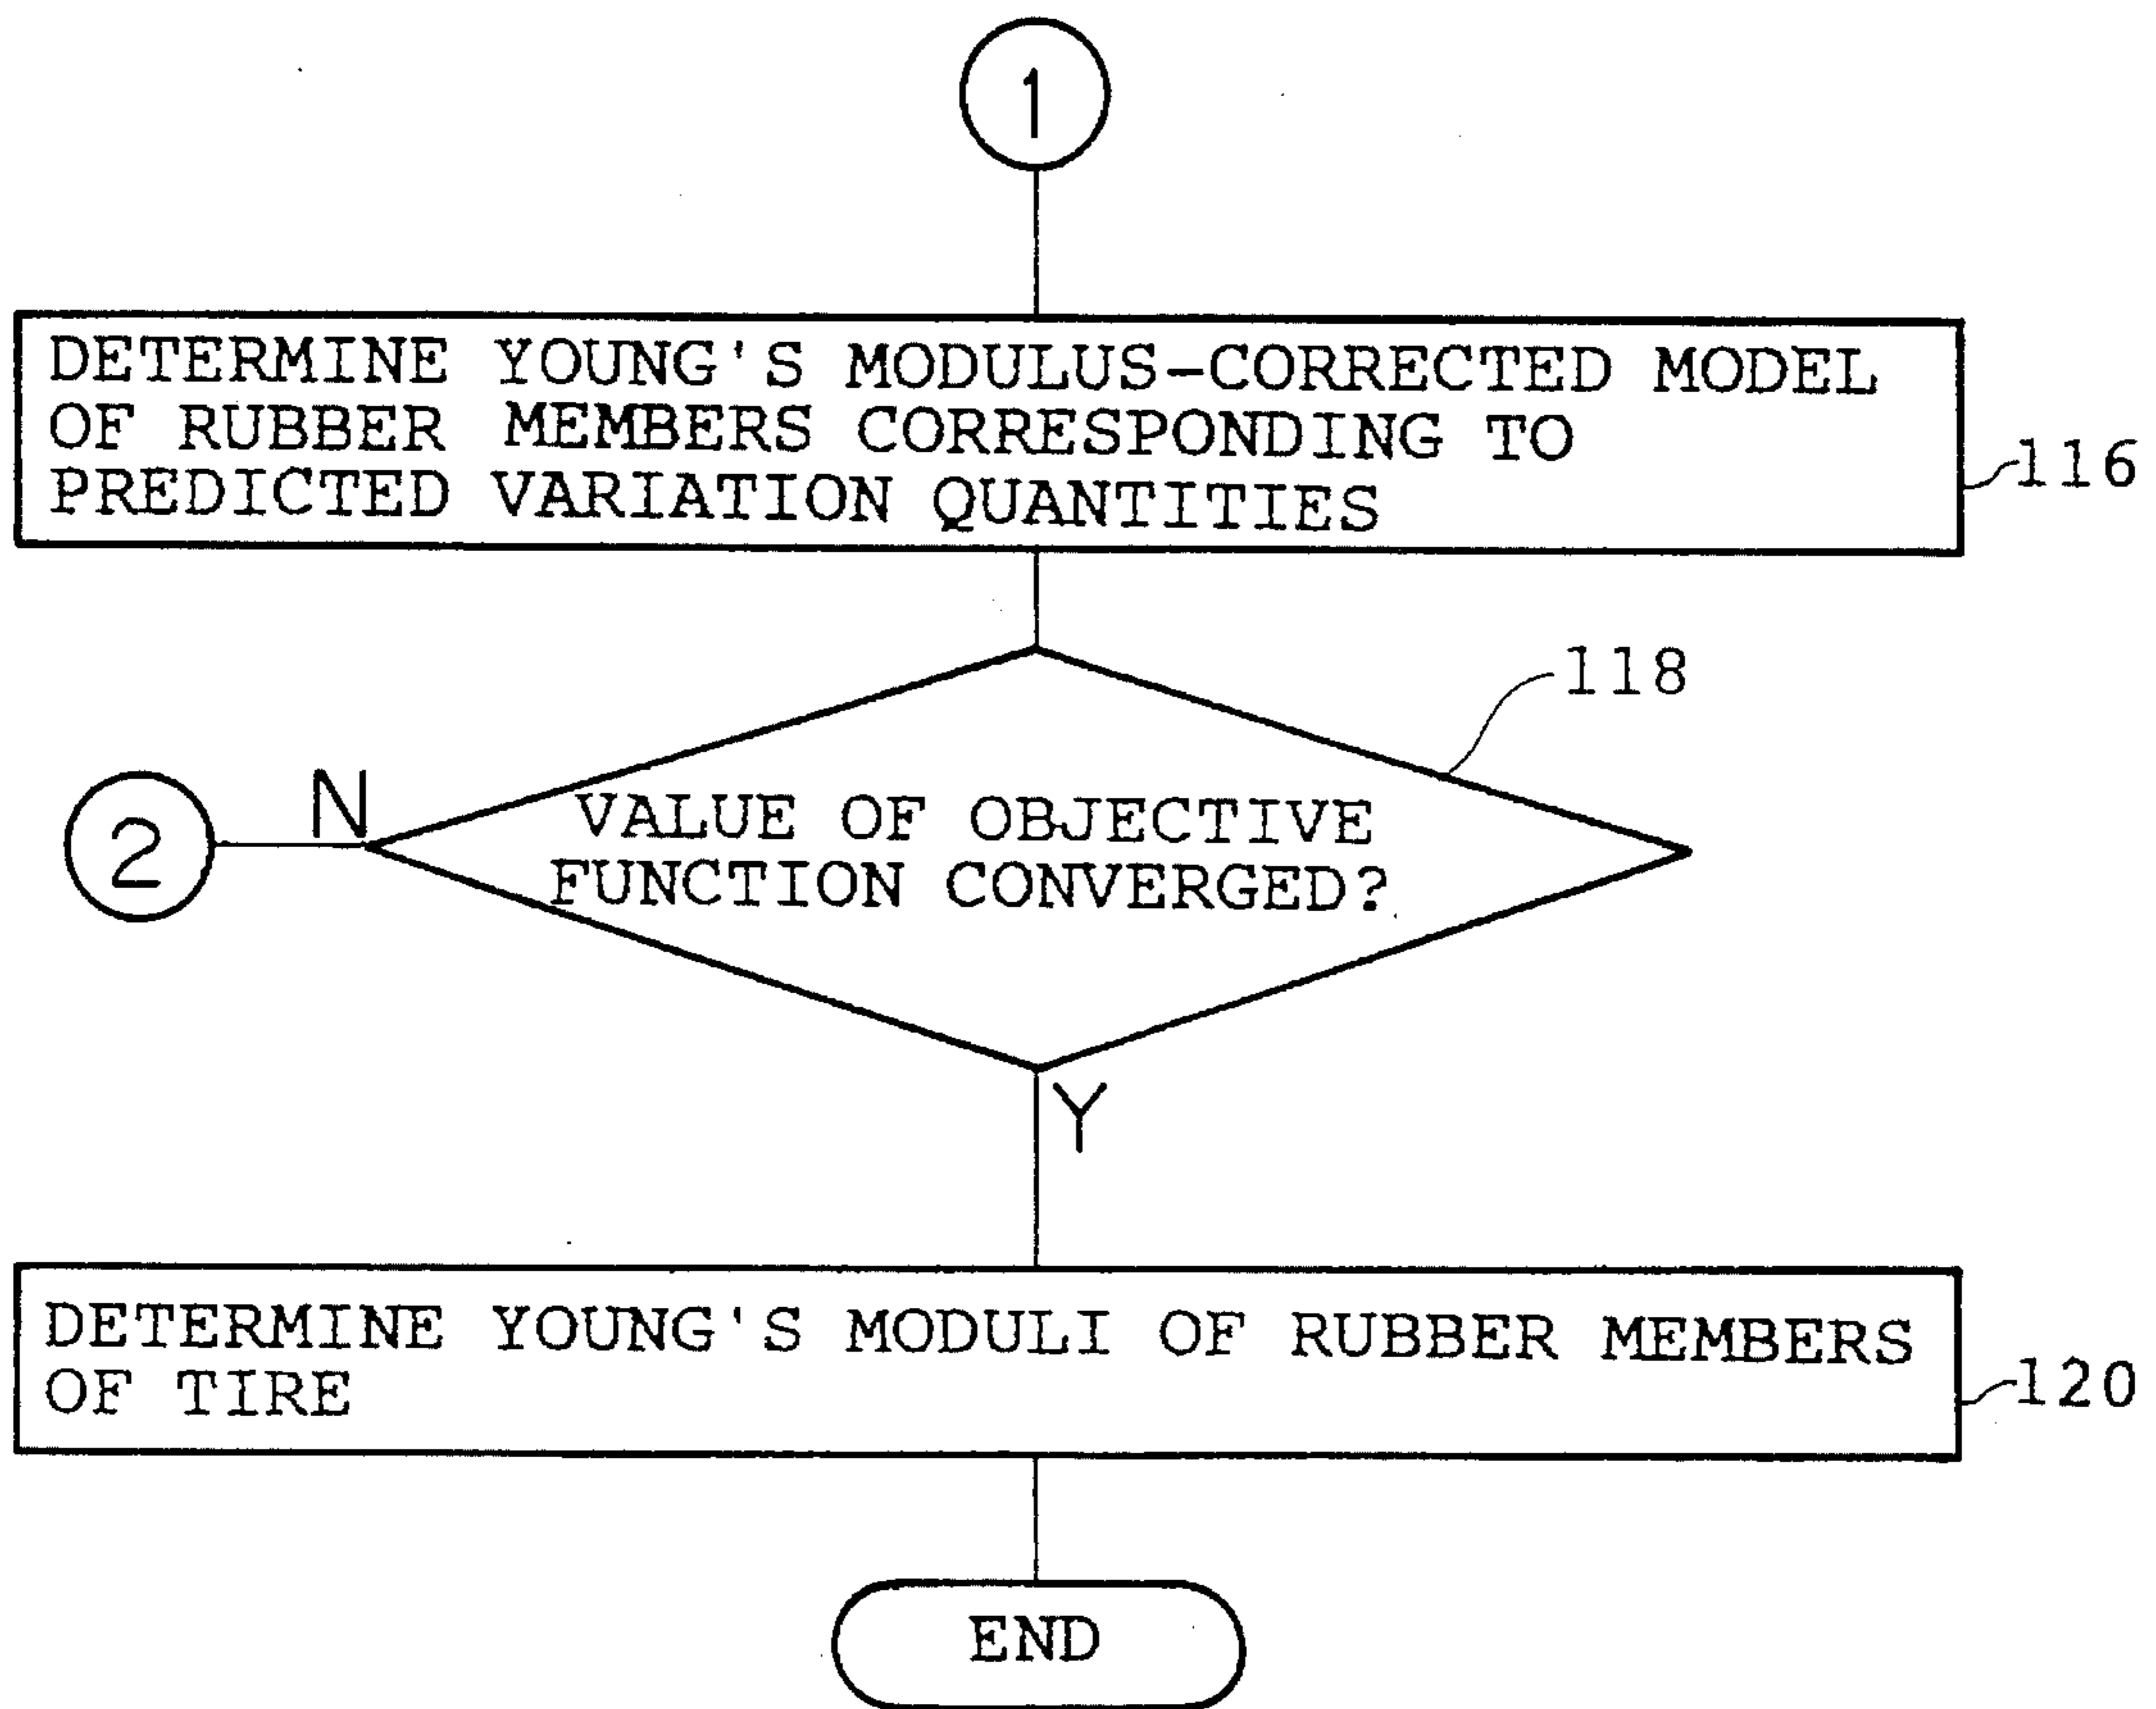 1
DETERMINE YOUNG'S MODULUS-CORRECTED MODEL
OF RUBBER MEMBERS CORRESPONDING TO
PREDICTED VARIATION QUANTITIES
116
118
N
2
VALUE OF OBJECTIVE
FUNCTION CONVERGED?
Y
DETERMINE YOUNG'S MODULI OF RUBBER MEMBERS
OF TIRE
120
END